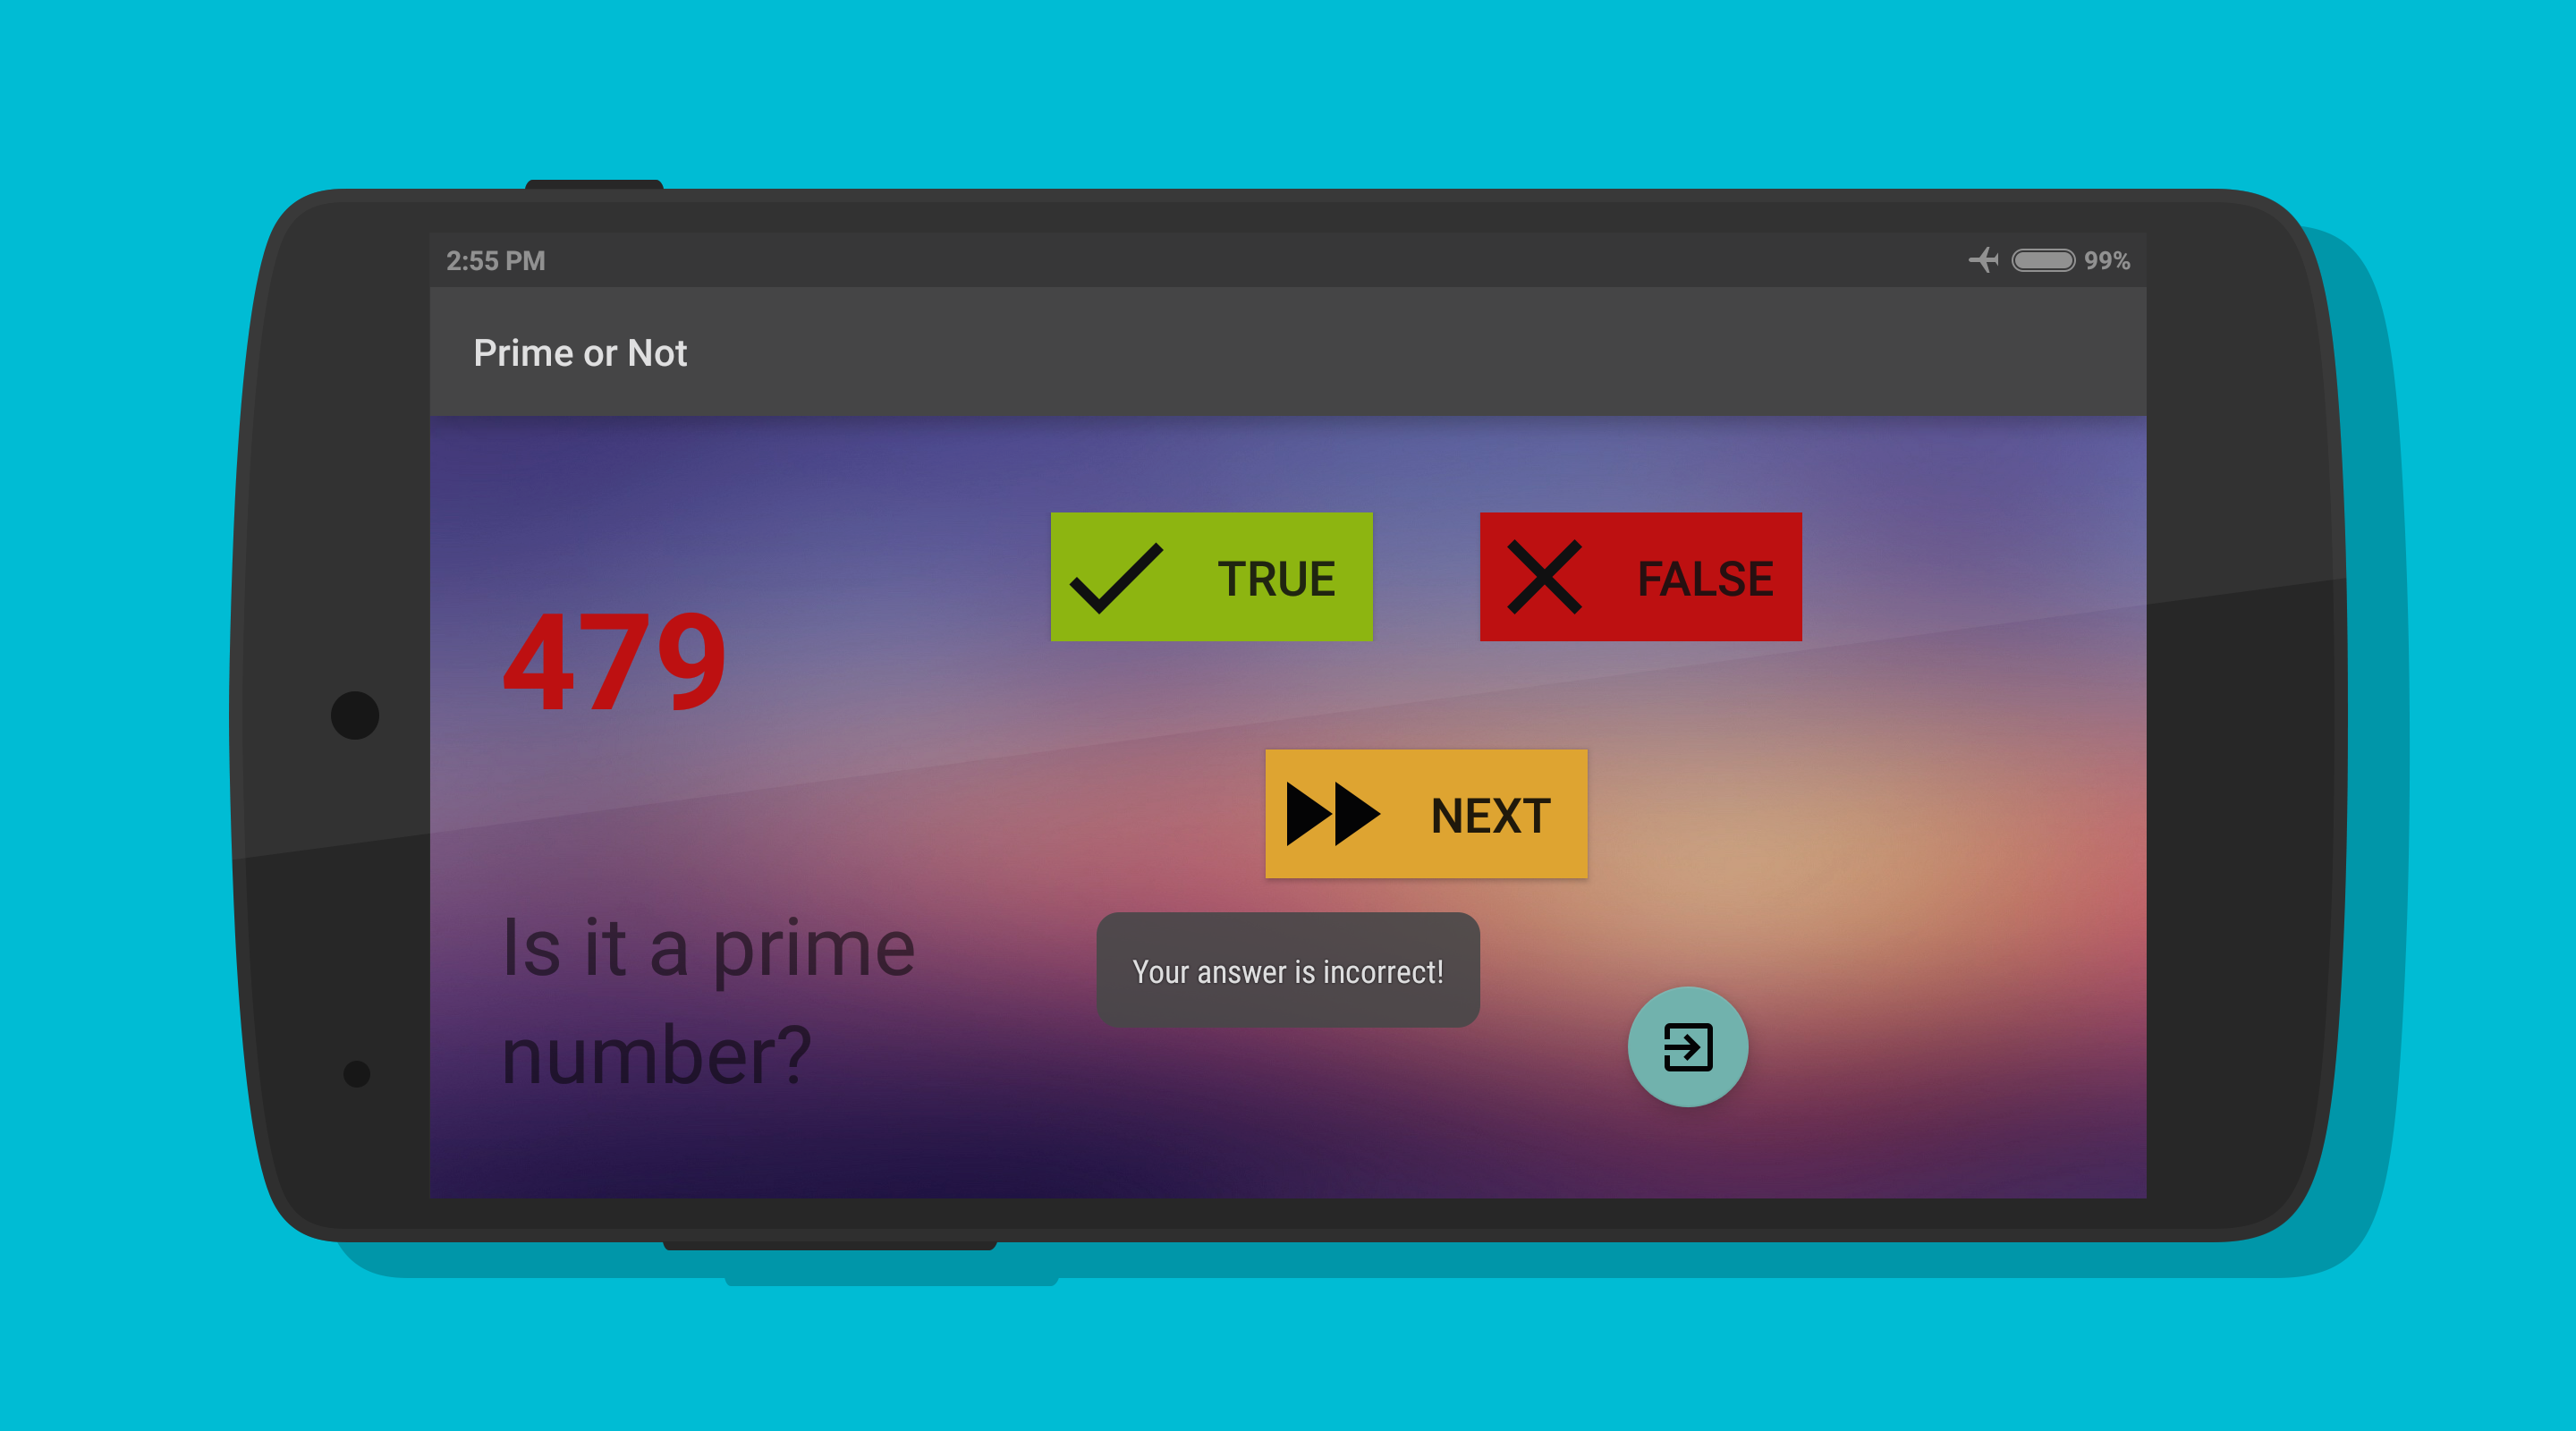 2:55 PM
99%
Prime or Not
TRUE
FALSE
479
NEXT
Is it a prime
number?
Your answer is incorrect!